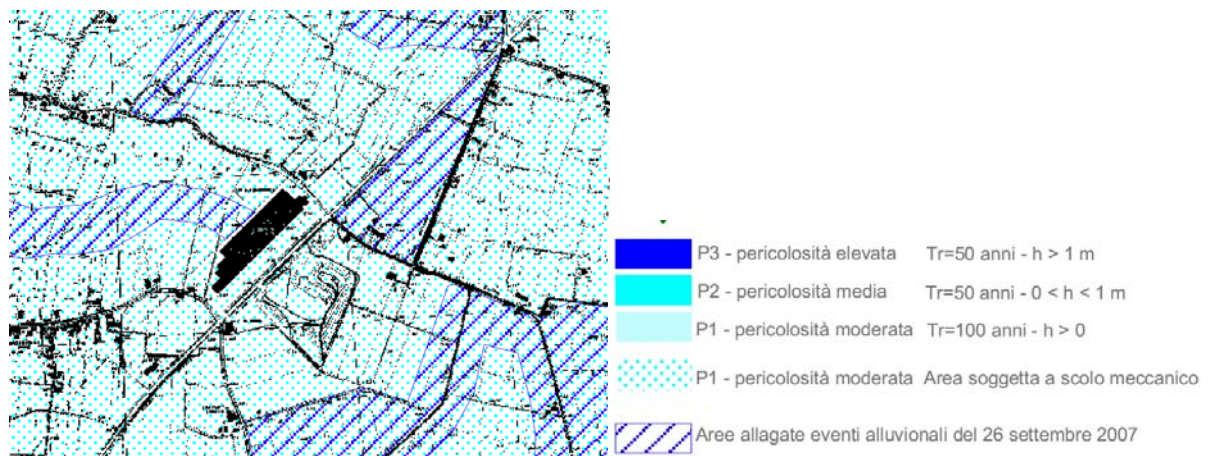 P3 - pericolosità elevata Tr=50 anni - h > 1 m
P2 - pericolosità media Tr=50 anni - 0 < h < 1 m
P1 - pericolosità moderata Tr=100 anni - h > 0
P1 - pericolosità moderata Area soggetta a scolo meccanico
Aree allagate eventi alluvionali del 26 settembre 2007